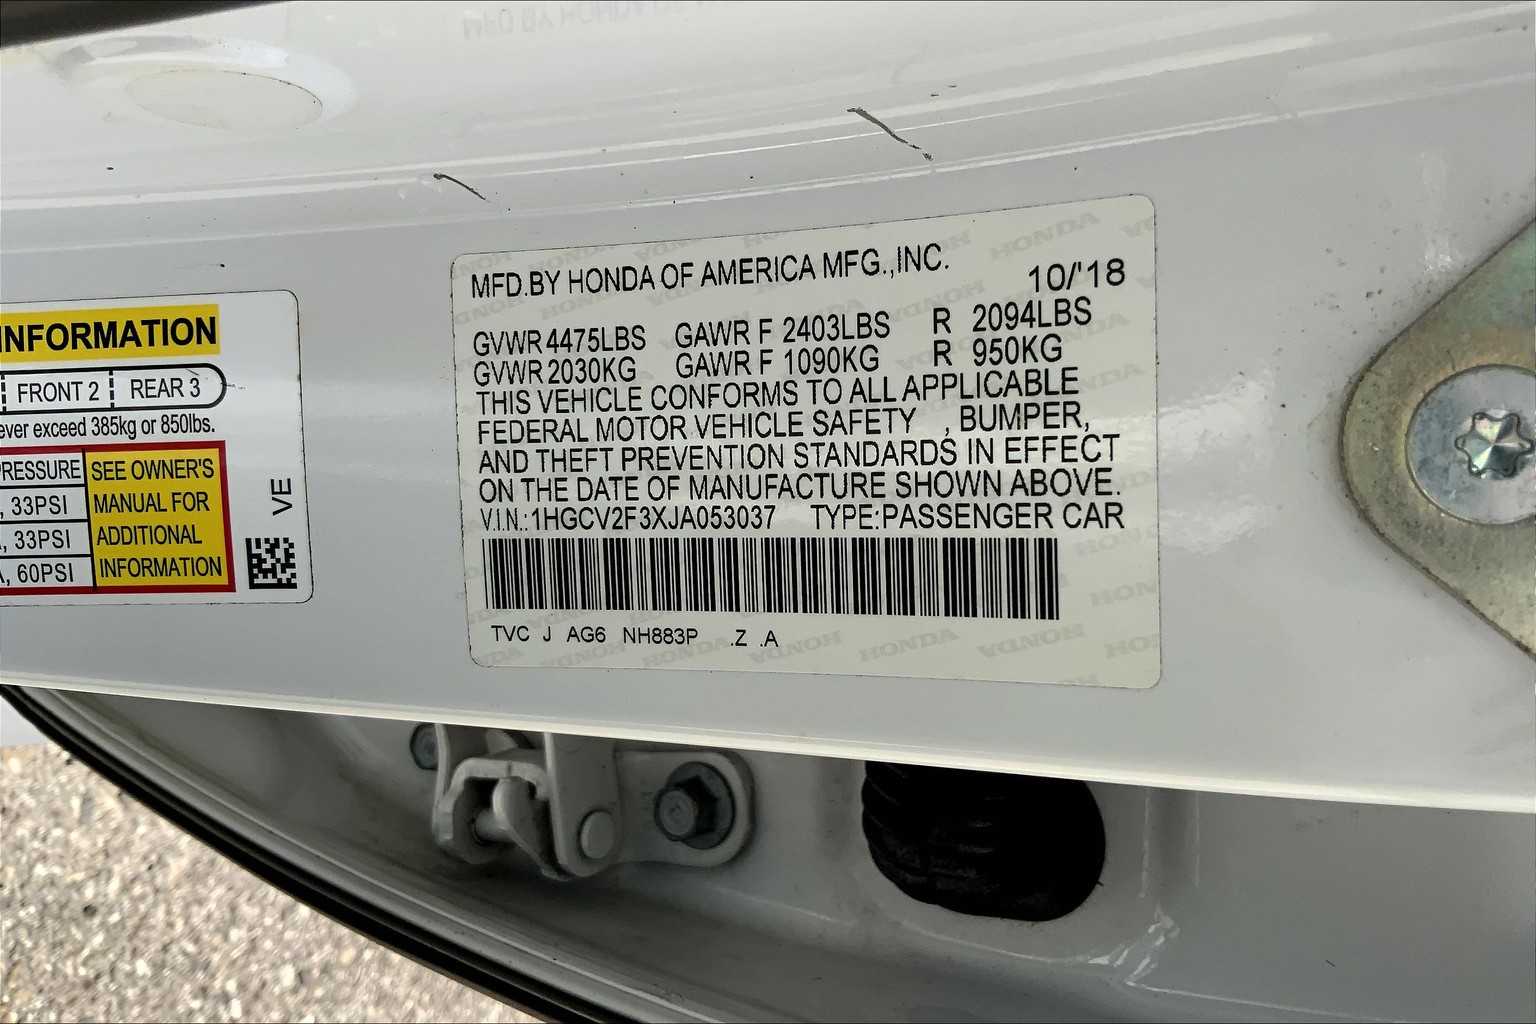 INFORMATION
FRONT 2 REAR 3
ever exceed 385kg or 850lbs.
PRESSURE SEE OWNER'S
, 33PSI MANUAL FOR
, 33PSI ADDITIONAL
, 60PSI INFORMATION
VE
MFD.BY HONDA OF AMERICA MFG.,INC.
10/'18
GVWR 4475LBS GAWR F 2403LBS R 2094LBS
GVWR 2030KG GAWR F 1090KG R 950KG
THIS VEHICLE CONFORMS TO ALL APPLICABLE
FEDERAL MOTOR VEHICLE SAFETY , BUMPER,
AND THEFT PREVENTION STANDARDS IN EFFECT
ON THE DATE OF MANUFACTURE SHOWN ABOVE.
V.I.N.:1HGCV2F3XJA053037 TYPE:PASSENGER CAR
TVC J AG6 NH883P .Z .A